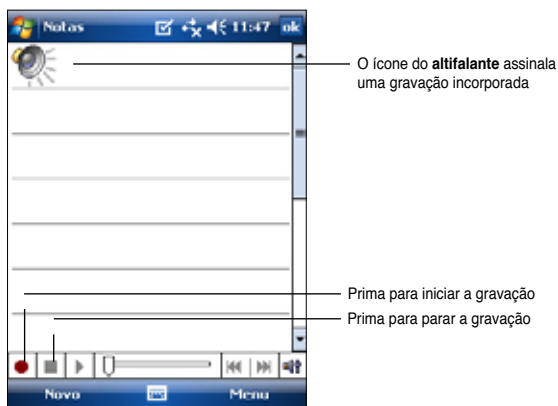 Notas 11:47 ok
O ícone do altifalante assinala
uma gravação incorporada
Prima para iniciar a gravação
Prima para parar a gravação
Novo Menu